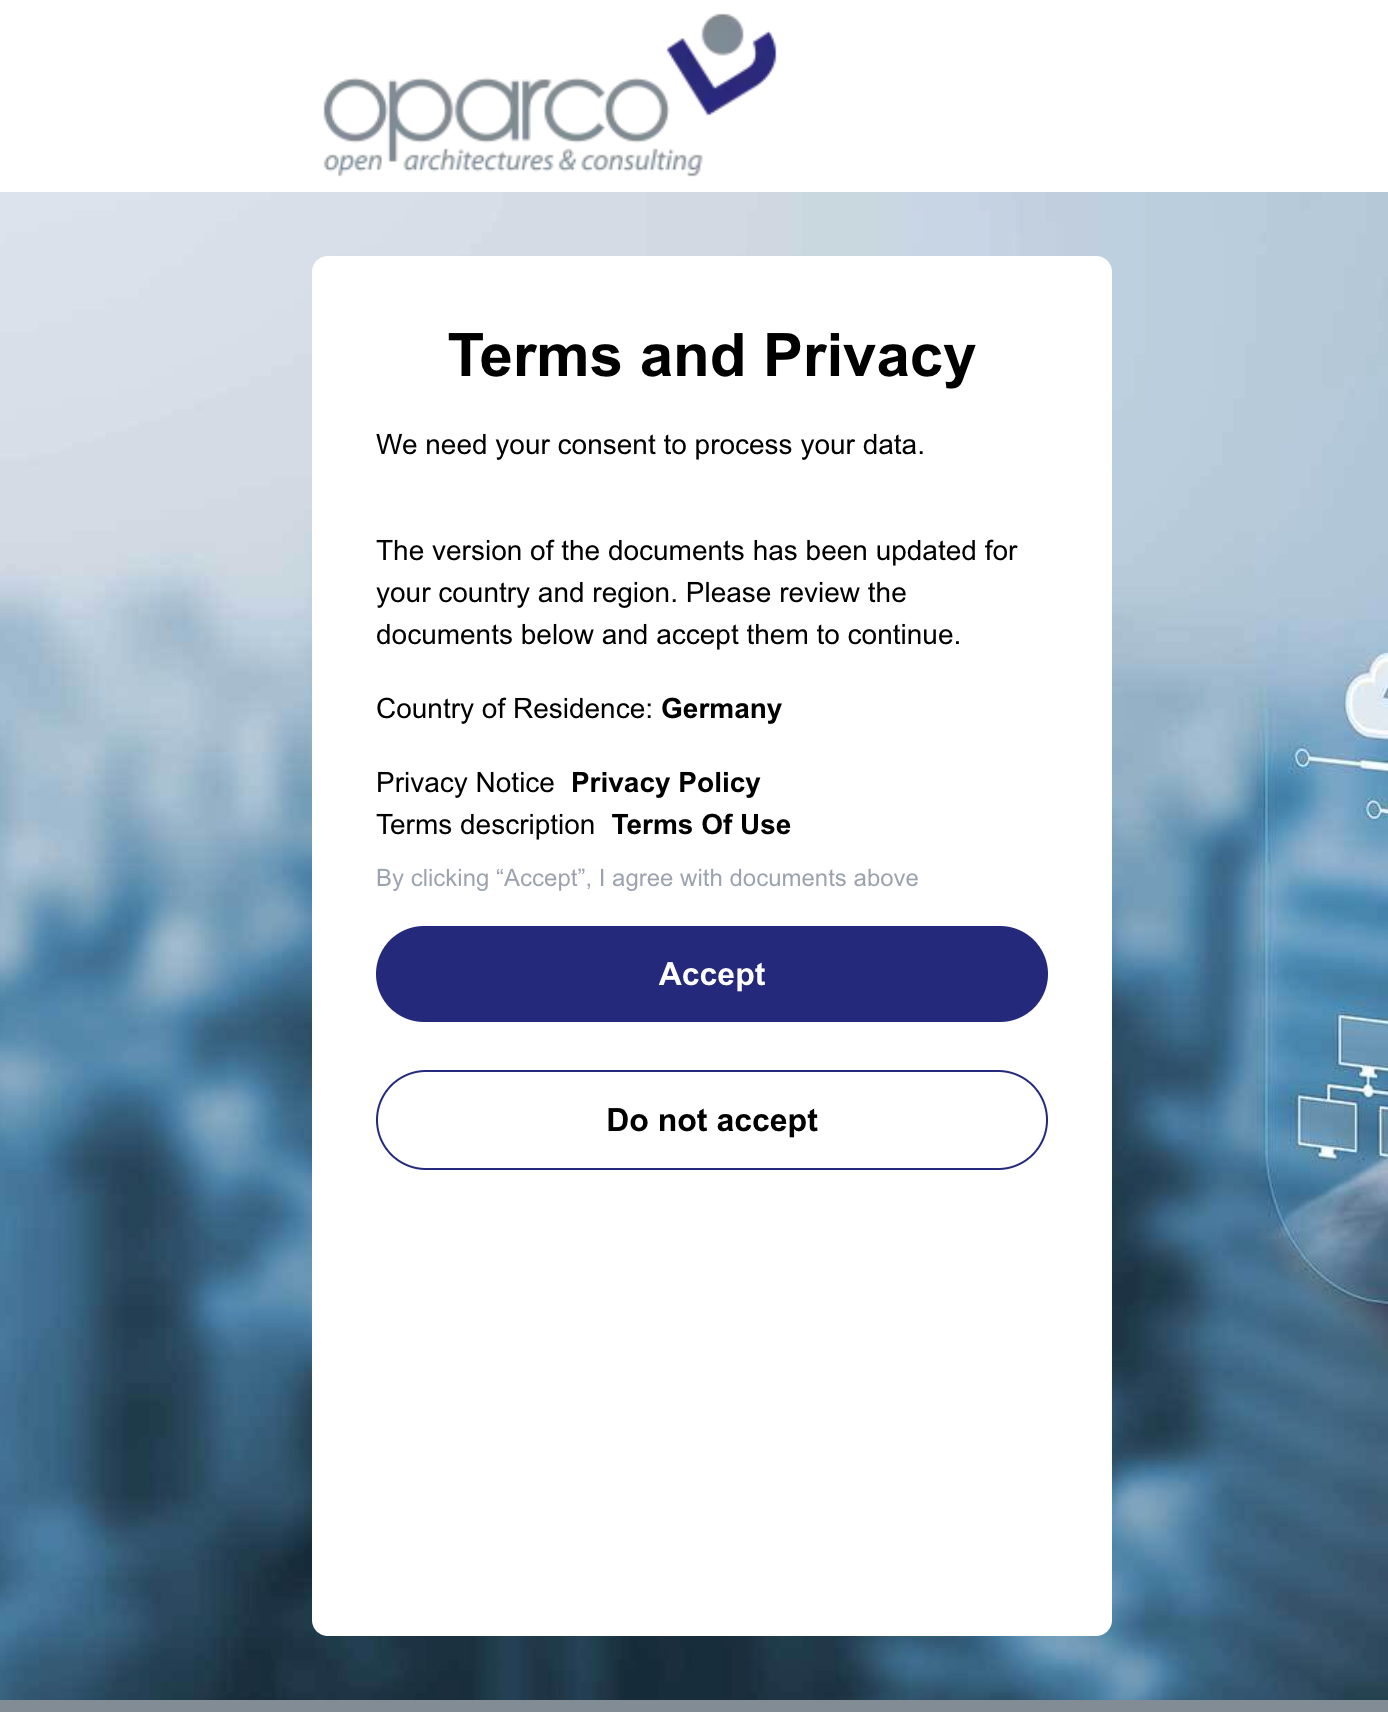 oparco
open architectures & consulting
Terms and Privacy
We need your consent to process your data.
The version of the documents has been updated for
your country and region. Please review the
documents below and accept them to continue.
Country of Residence: Germany
Privacy Notice Privacy Policy
Terms description Terms Of Use
By clicking “Accept”, I agree with documents above
Accept
Do not accept